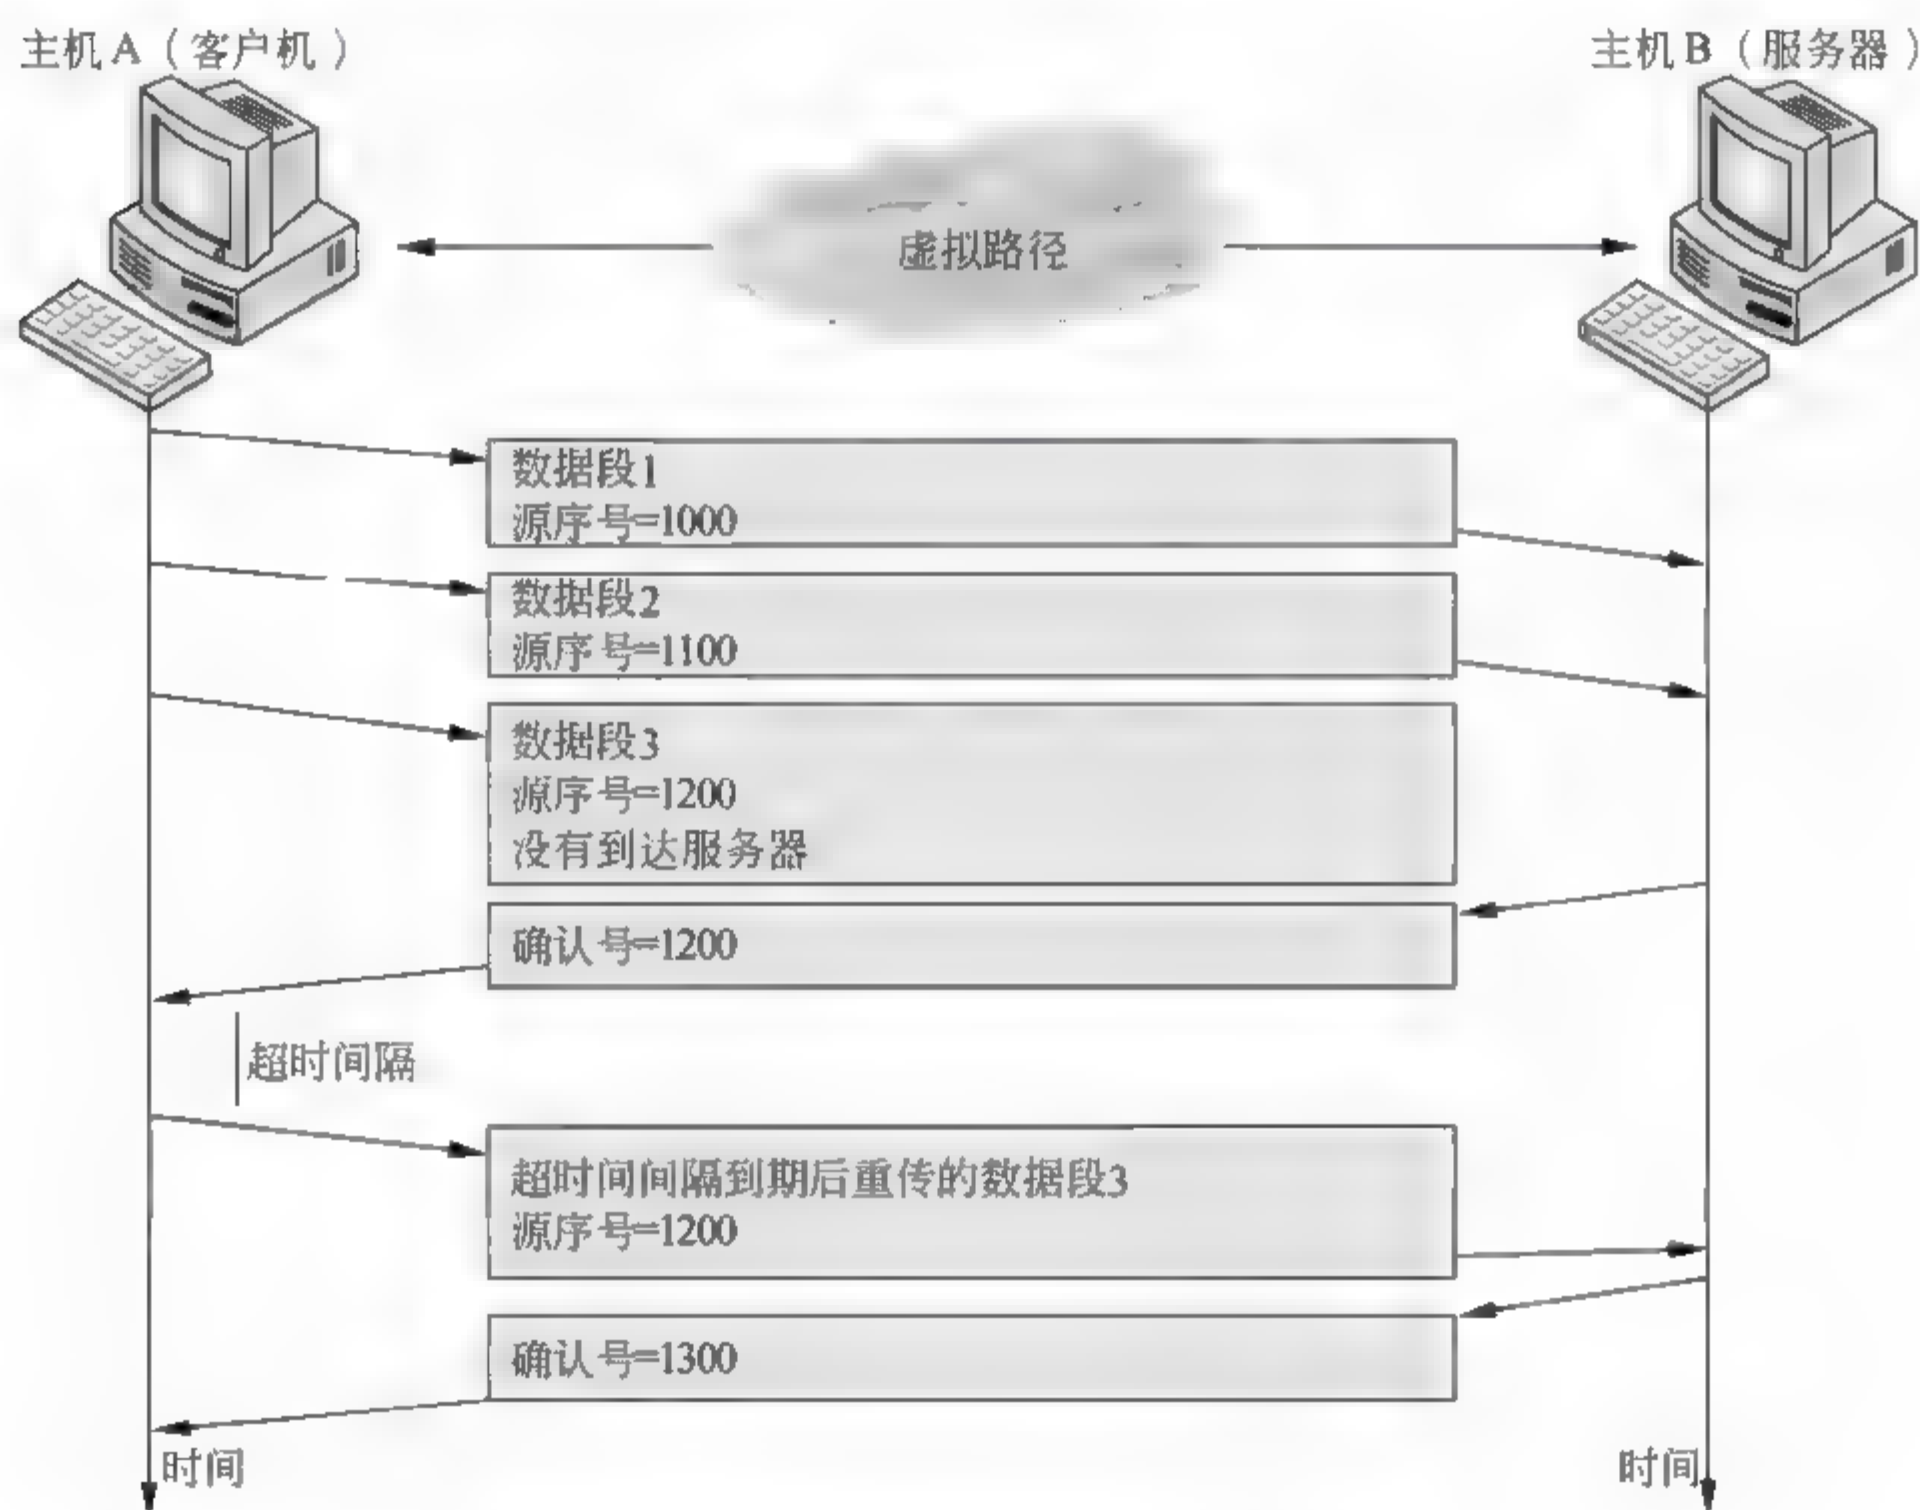 主机A（客户机）
主机B（服务器）
虚拟路径
数据段1
源序号=1000
数据段2
源序号=1100
数据段3
源序号=1200
没有到达服务器
确认号=1200
超时间隔
超时间间隔到期后重传的数据段3
源序号=1200
确认号=1300
时间
时间